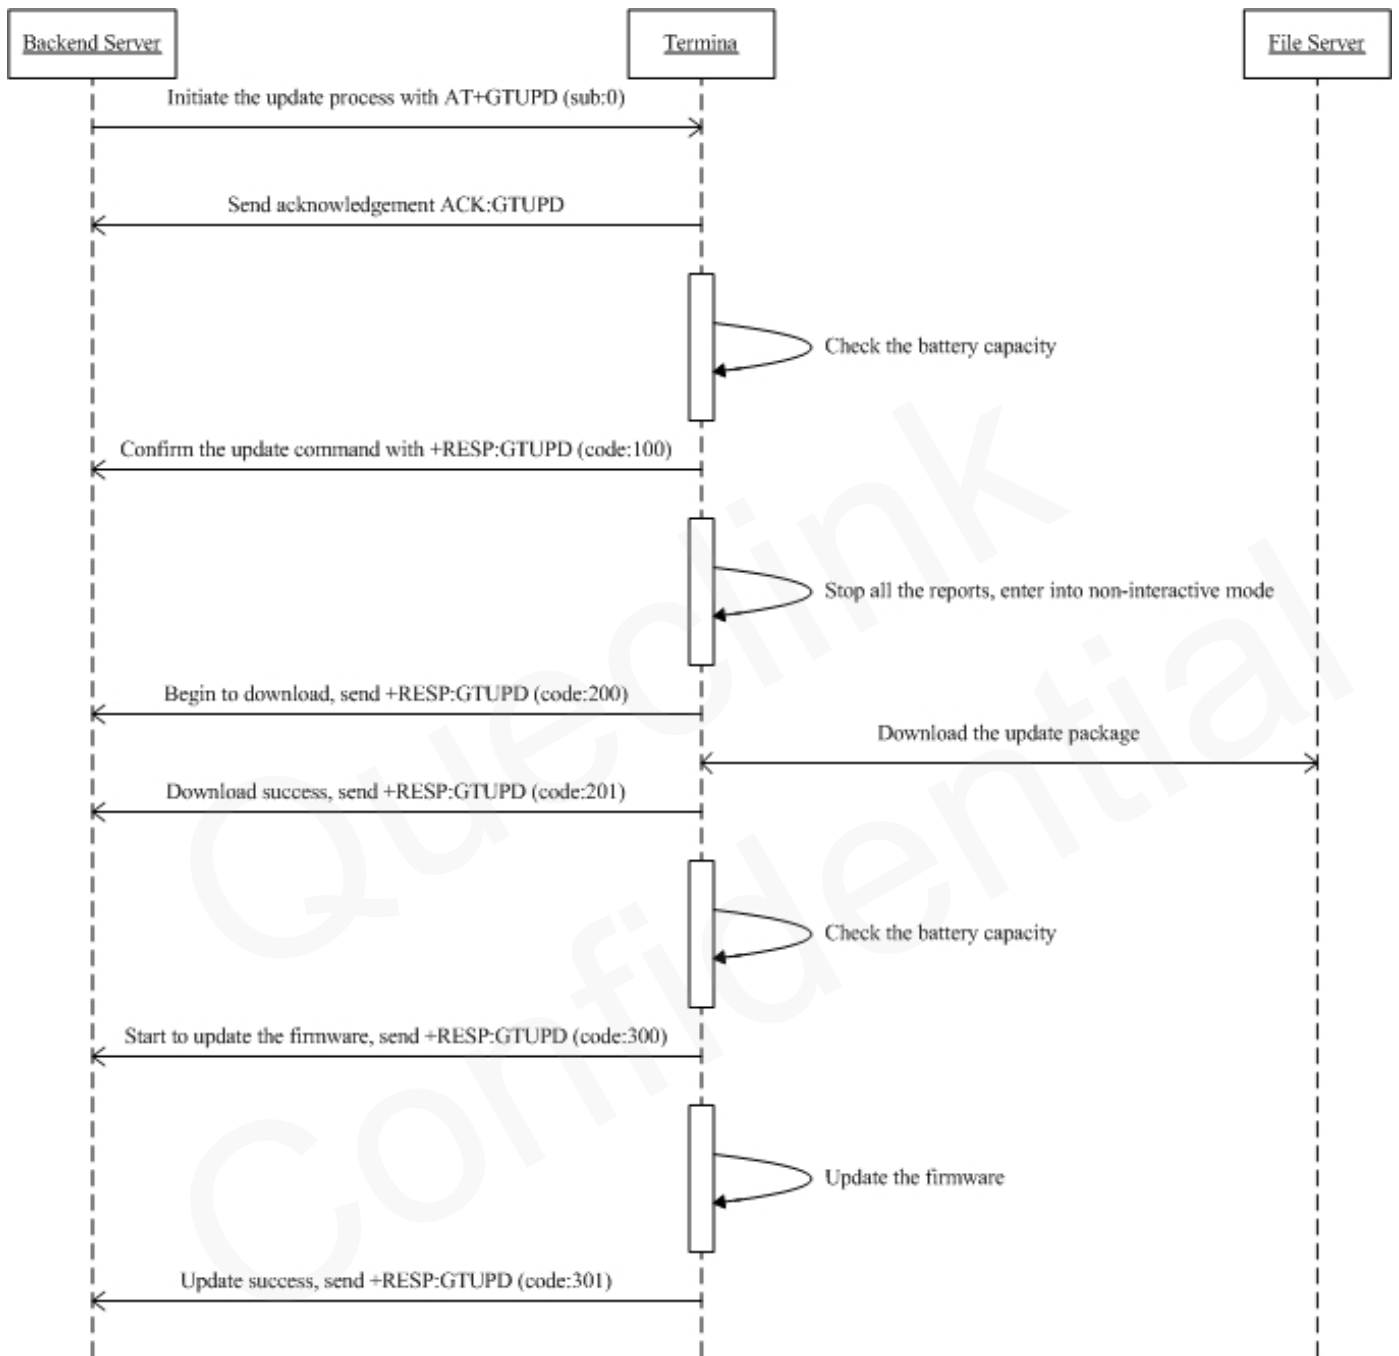 Backend Server
Termina
File Server
Initiate the update process with AT+GTUPD (sub:0)
Send acknowledgement ACK:GTUPD
Check the battery capacity
Confirm the update command with +RESP:GTUPD (code:100)
Stop all the reports, enter into non-interactive mode
Begin to download, send +RESP:GTUPD (code:200)
Download the update package
Download success, send +RESP:GTUPD (code:201)
Check the battery capacity
Start to update the firmware, send +RESP:GTUPD (code:300)
Update the firmware
Update success, send +RESP:GTUPD (code:301)
Queclink
Confidential